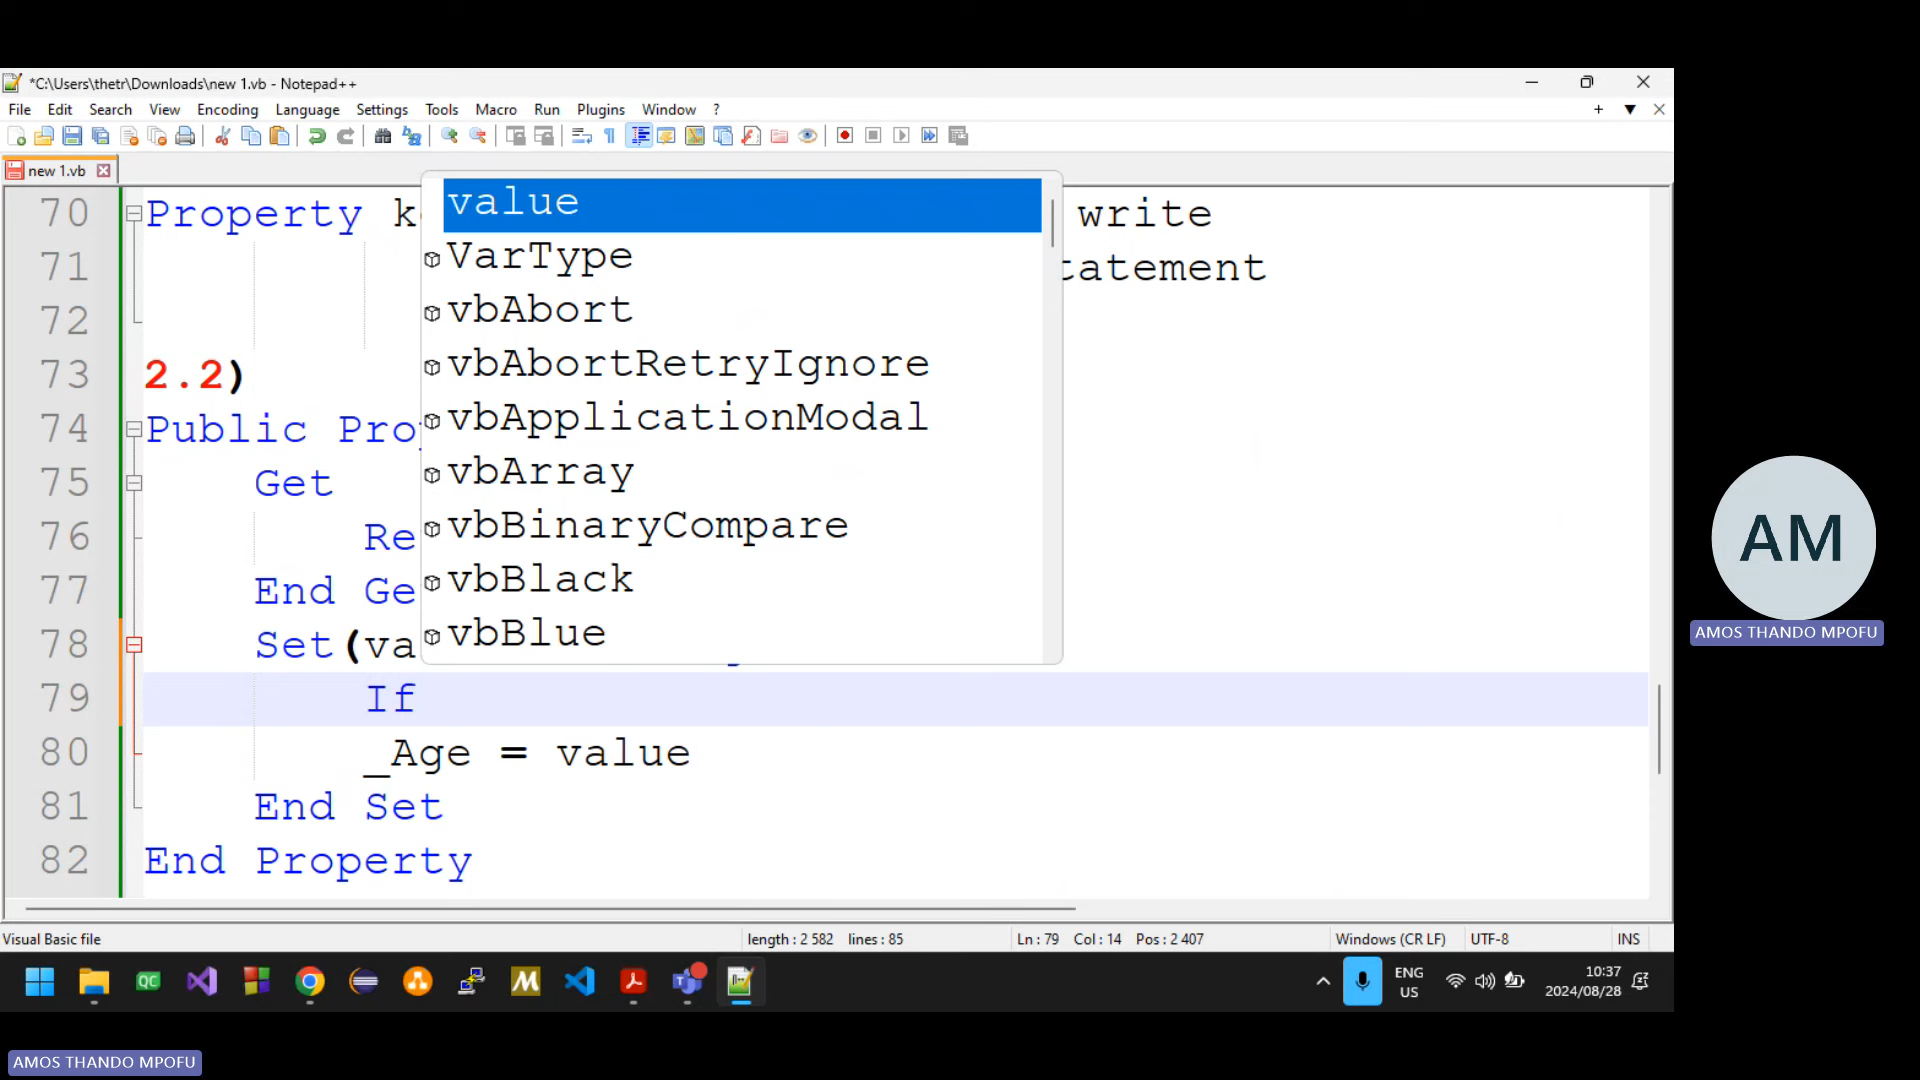 *C:\Users\thetr\Downloads\new 1.vb - Notepad++
File Edit Search View Encoding Language Settings Tools Macro Run Plugins Window ?
new 1.vb
70 Property write
71 tatement
72
73 2.2)
74 Public Pro
75 Get
76 Re
77 End Ge
78 Set(va
79 If
80 _Age = value
81 End Set
82 End Property
value
VarType
vbAbort
vbAbortRetryIgnore
vbApplicationModal
vbArray
vbBinaryCompare
vbBlack
vbBlue
AM
AMOS THANDO MPOFU
Visual Basic file length : 2 582 lines : 85 Ln : 79 Col : 14 Pos : 2 407 Windows (CR LF) UTF-8 INS
QC
ENG
US
10:37
2024/08/28
AMOS THANDO MPOFU